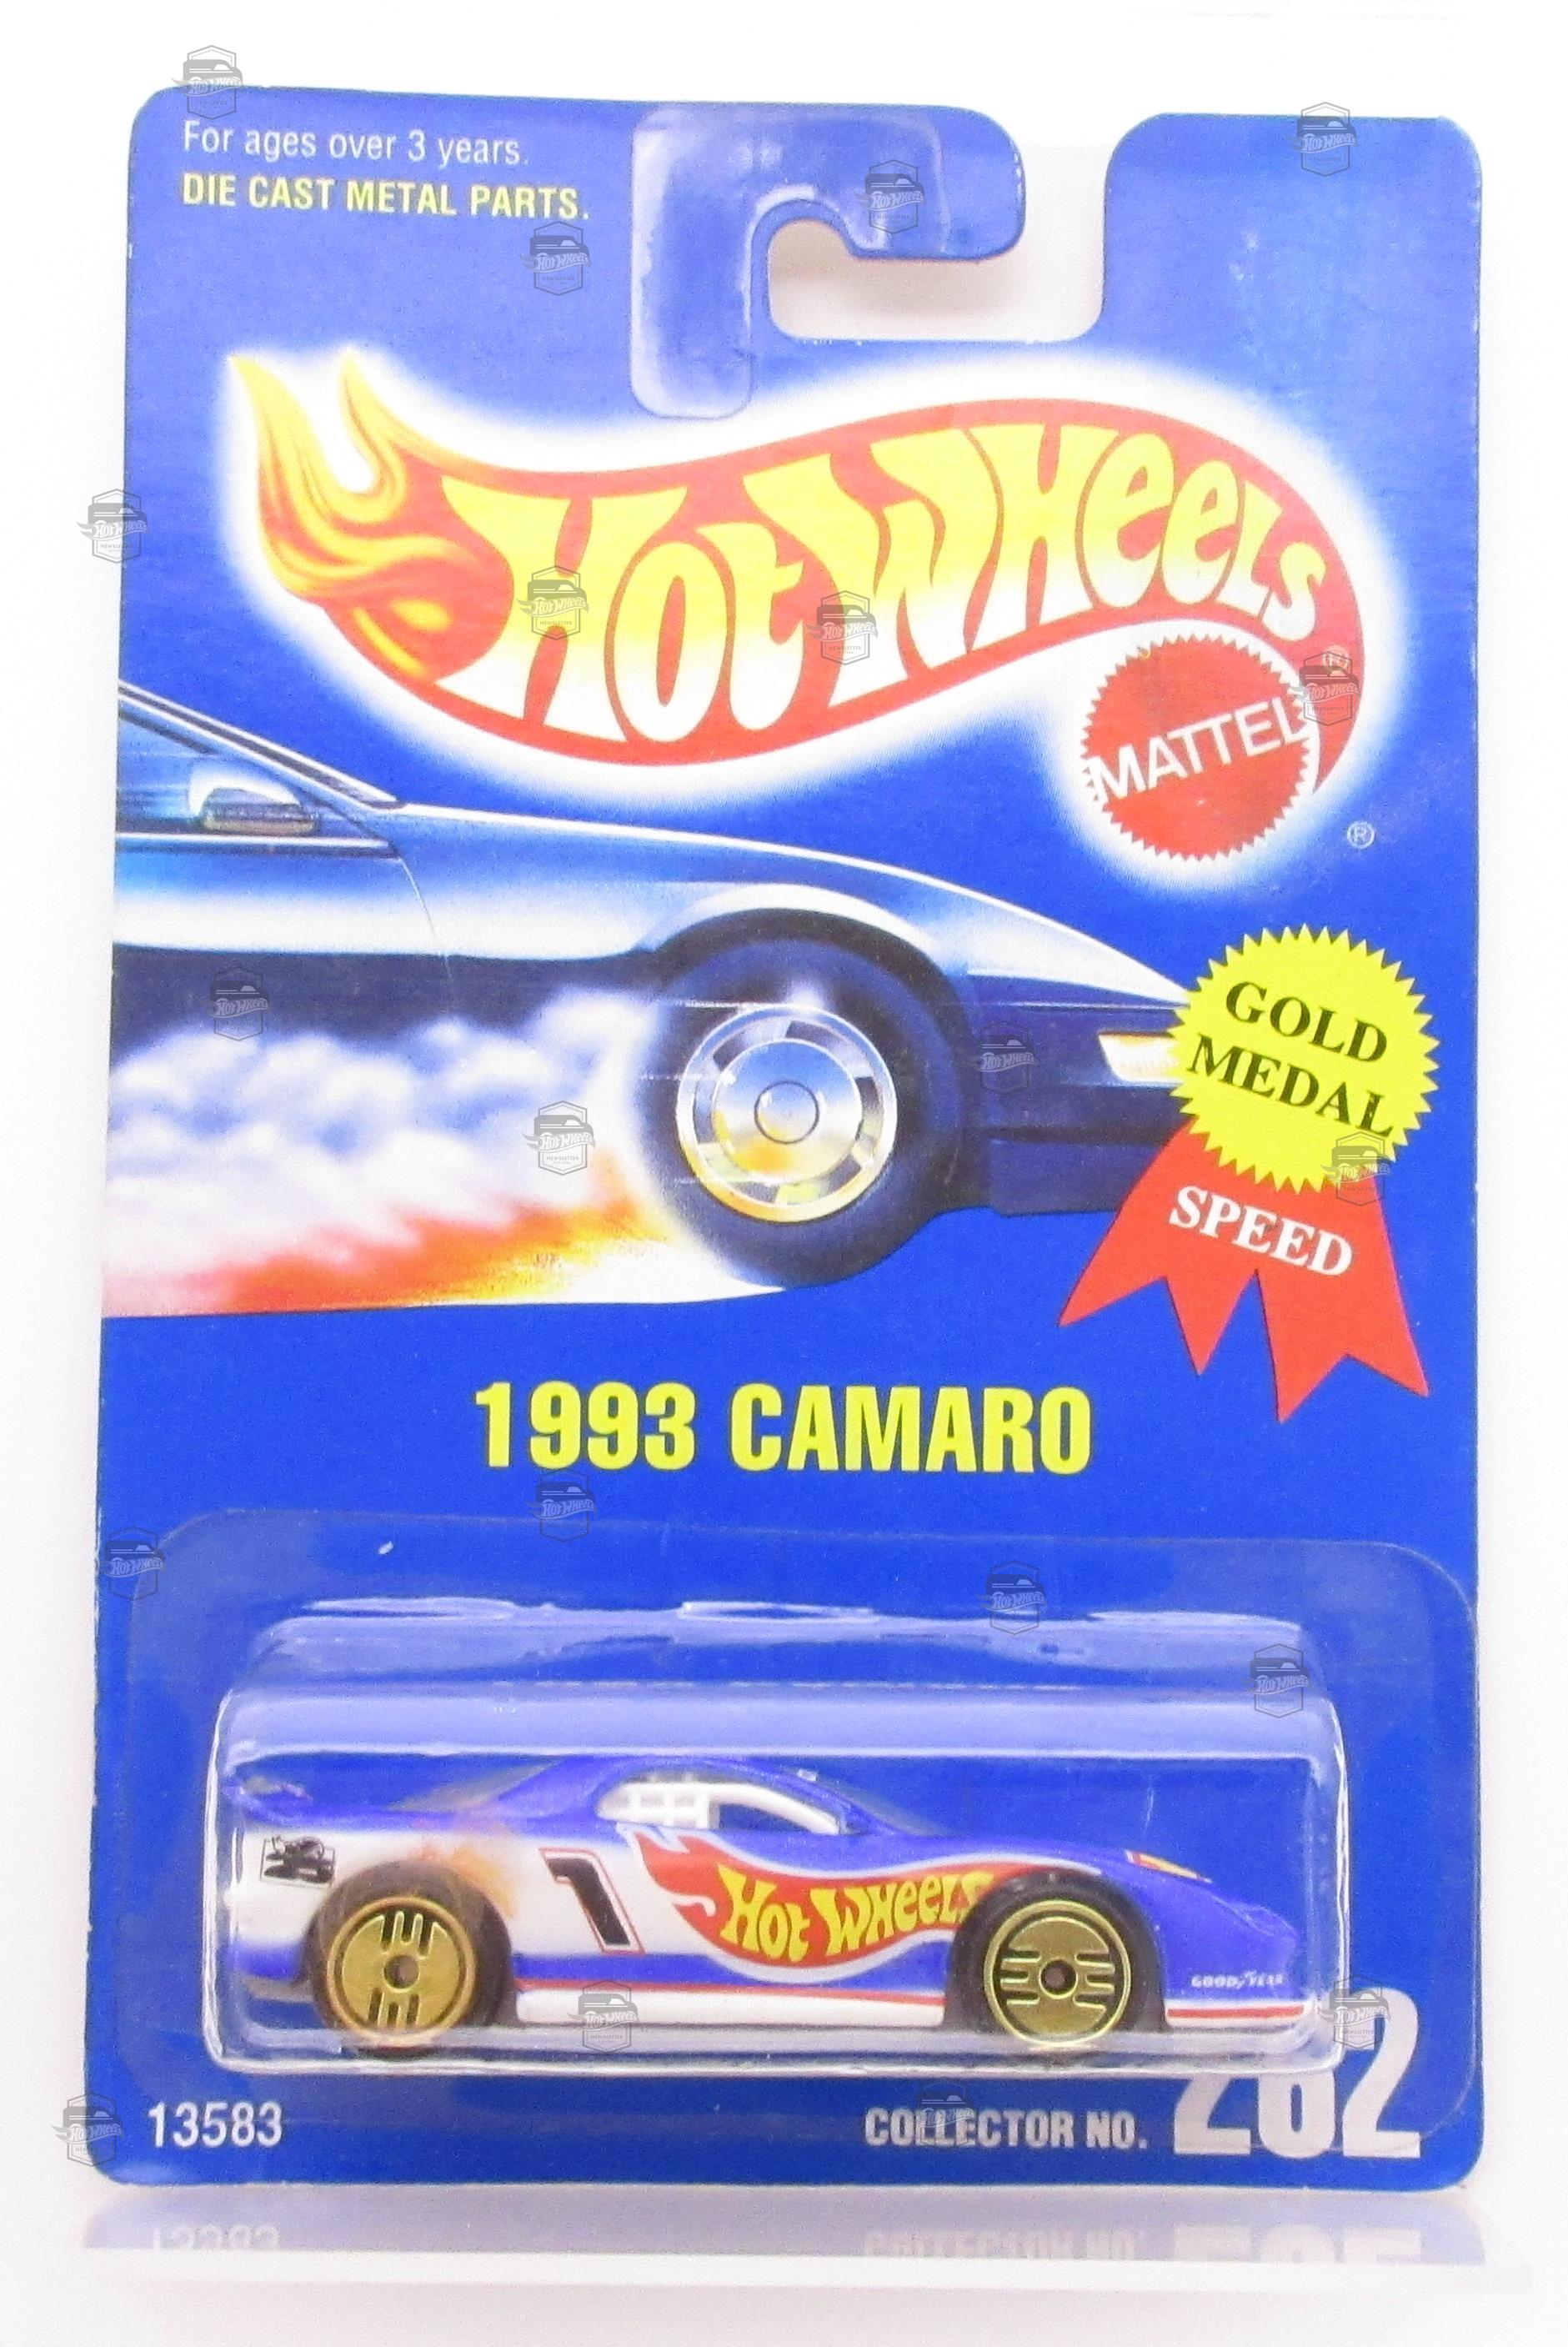 For ages over 3 years.
DIE CAST METAL PARTS.
HOT WHEELS
®
MATTEL
®
GOLD
MEDAL
SPEED
1993 CAMARO
1
HOT WHEELS
GOODYEAR
13583
COLLECTOR NO. 262